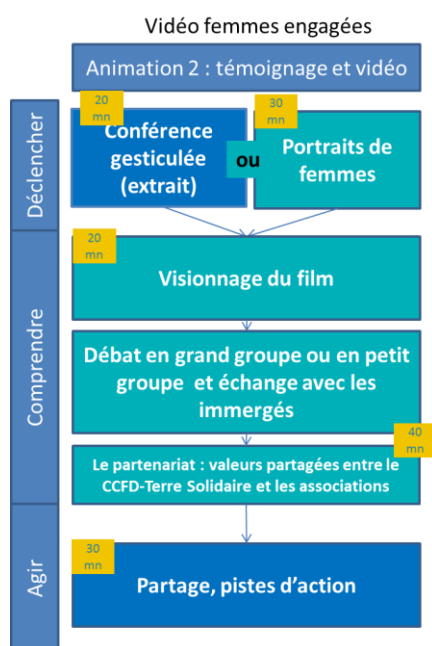 Vidéo femmes engagées
Animation 2 : témoignage et vidéo
Déclencher
20
mn
Conférence
gesticulée
(extrait)
ou
30
mn
Portraits de
femmes
Comprendre
20
mn
Visionnage du film
Débat en grand groupe ou en petit
groupe et échange avec les
immergés
40
mn
Le partenariat : valeurs partagées entre le
CCFD-Terre Solidaire et les associations
Agir
30
mn
Partage, pistes d’action